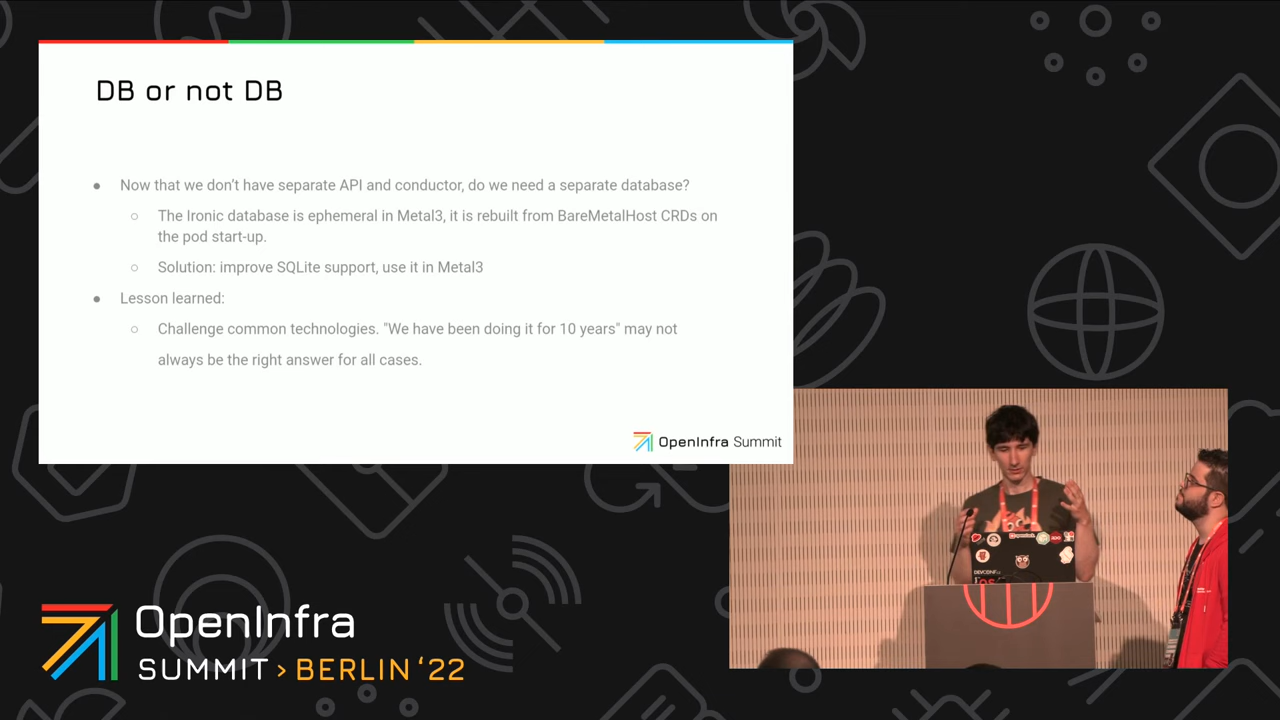 DB or not DB
● Now that we don't have separate API and conductor, do we need a separate database?
○ The Ironic database is ephemeral in Metal3, it is rebuilt from BareMetalHost CRDs on
the pod start-up.
○ Solution: improve SQLite support, use it in Metal3
● Lesson learned:
○ Challenge common technologies. "We have been doing it for 10 years" may not
always be the right answer for all cases.
OpenInfra Summit
OpenInfra
SUMMIT > BERLIN ‘22